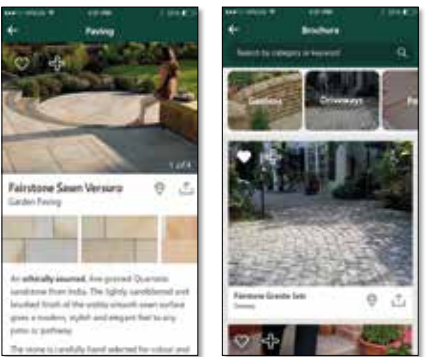 Paving
1 of 4
Fairstone Sawn Versuro
Garden Paving
An ethically sourced, fine grained Quartzitic
sandstone from India. The lightly sandblasted and
brushed finish of the visibly smooth sawn surface
gives a modern, stylish and elegant feel to any
patio or pathway.
The stone is carefully hand selected for colour and
Brochure
Search by category or keyword
Gardens
Driveways
Pa
Fairstone Granite Setts